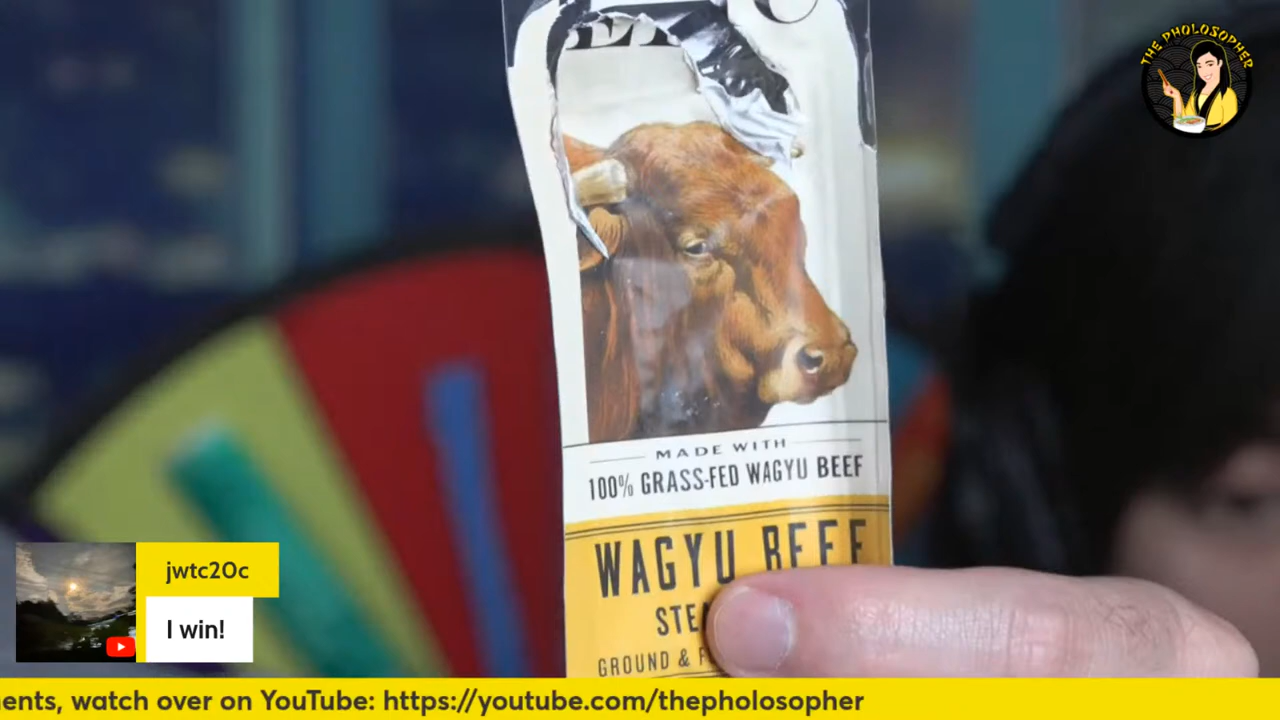 THE PHOLOSOPHER
MADE WITH
100% GRASS-FED WAGYU BEEF
WAGYU BEEF
GROUND &
jwtc20c
I win!
ents, watch over on YouTube: https://youtube.com/thepholosopher